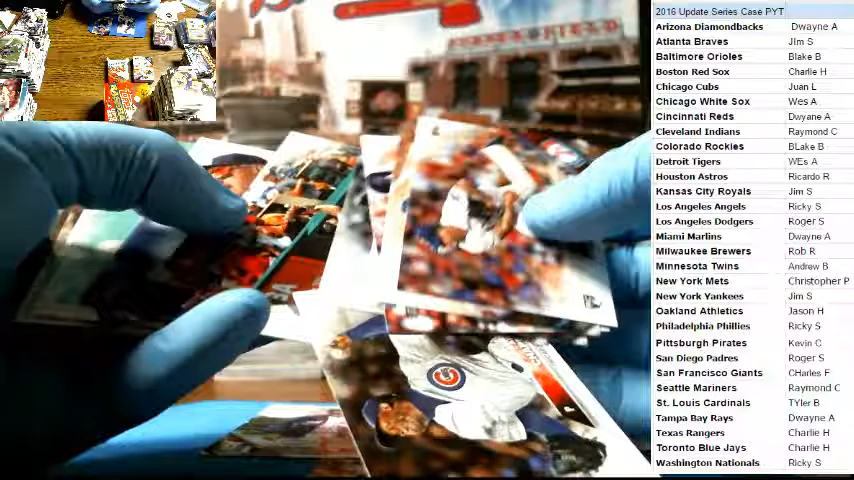 2016 Update Series Case PYT
Arizona Diamondbacks Dwayne A
Atlanta Braves Jim S
Baltimore Orioles Blake B
Boston Red Sox Charlie H
Chicago Cubs Juan L
Chicago White Sox Wes A
Cincinnati Reds Dwyane A
Cleveland Indians Raymond C
Colorado Rockies BLake B
Detroit Tigers WEs A
Houston Astros Ricardo R
Kansas City Royals Jim S
Los Angeles Angels Ricky S
Los Angeles Dodgers Roger S
Miami Marlins Dwayne A
Milwaukee Brewers Rob R
Minnesota Twins Andrew B
New York Mets Christopher P
New York Yankees Jim S
Oakland Athletics Jason H
Philadelphia Phillies Ricky S
Pittsburgh Pirates Kevin C
San Diego Padres Roger S
San Francisco Giants CHarles F
Seattle Mariners Raymond C
St. Louis Cardinals TYler B
Tampa Bay Rays Dwayne A
Texas Rangers Charlie H
Toronto Blue Jays Charlie H
Washington Nationals Ricky S